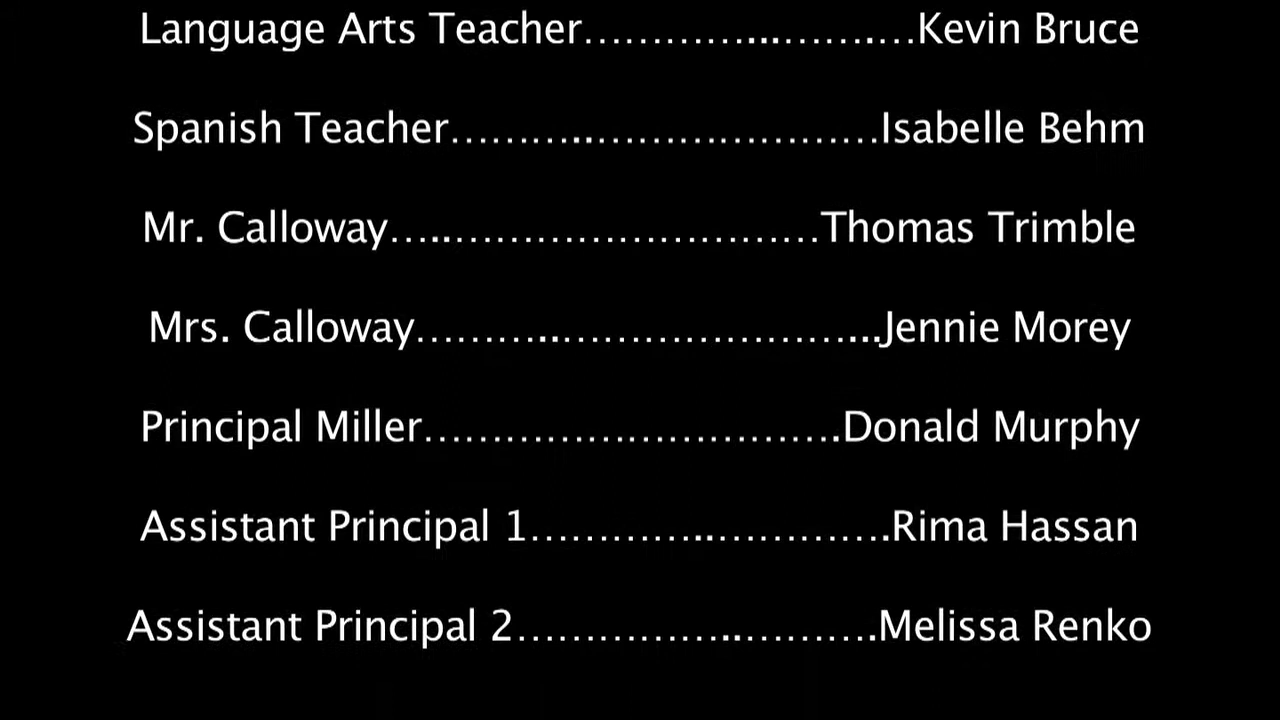 Language Arts Teacher…………...…….…Kevin Bruce
Spanish Teacher………..…………………Isabelle Behm
Mr. Calloway…..………………………Thomas Trimble
Mrs. Calloway………..…………………...Jennie Morey
Principal Miller………………………….Donald Murphy
Assistant Principal 1…………..………….Rima Hassan
Assistant Principal 2……………..……….Melissa Renko